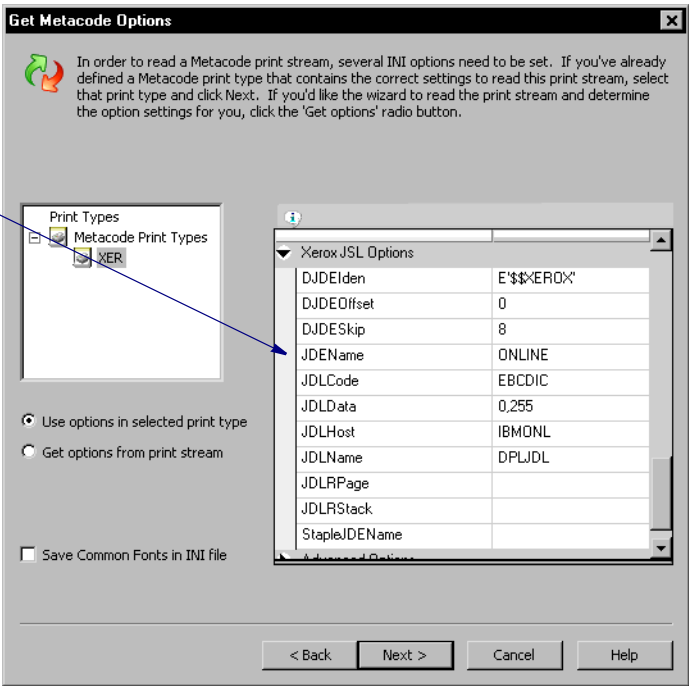 Get Metacode Options
In order to read a Metacode print stream, several INI options need to be set. If you've already
defined a Metacode print type that contains the correct settings to read this print stream, select
that print type and click Next. If you'd like the wizard to read the print stream and determine
the option settings for you, click the 'Get options' radio button.
Print Types
Metacode Print Types
XER
Use options in selected print type
Get options from print stream
Save Common Fonts in INI file
Xerox JSL Options
DJDEIden E'$$XEROX'
DJDEOffset 0
DJDESkip 8
JDEName ONLINE
JDLCode EBCDIC
JDLData 0,255
JDLHost IBMONL
JDLName DPLJDL
JDLRPage
JDLRStack
StapleJDEName
Advanced Options
< Back Next > Cancel Help